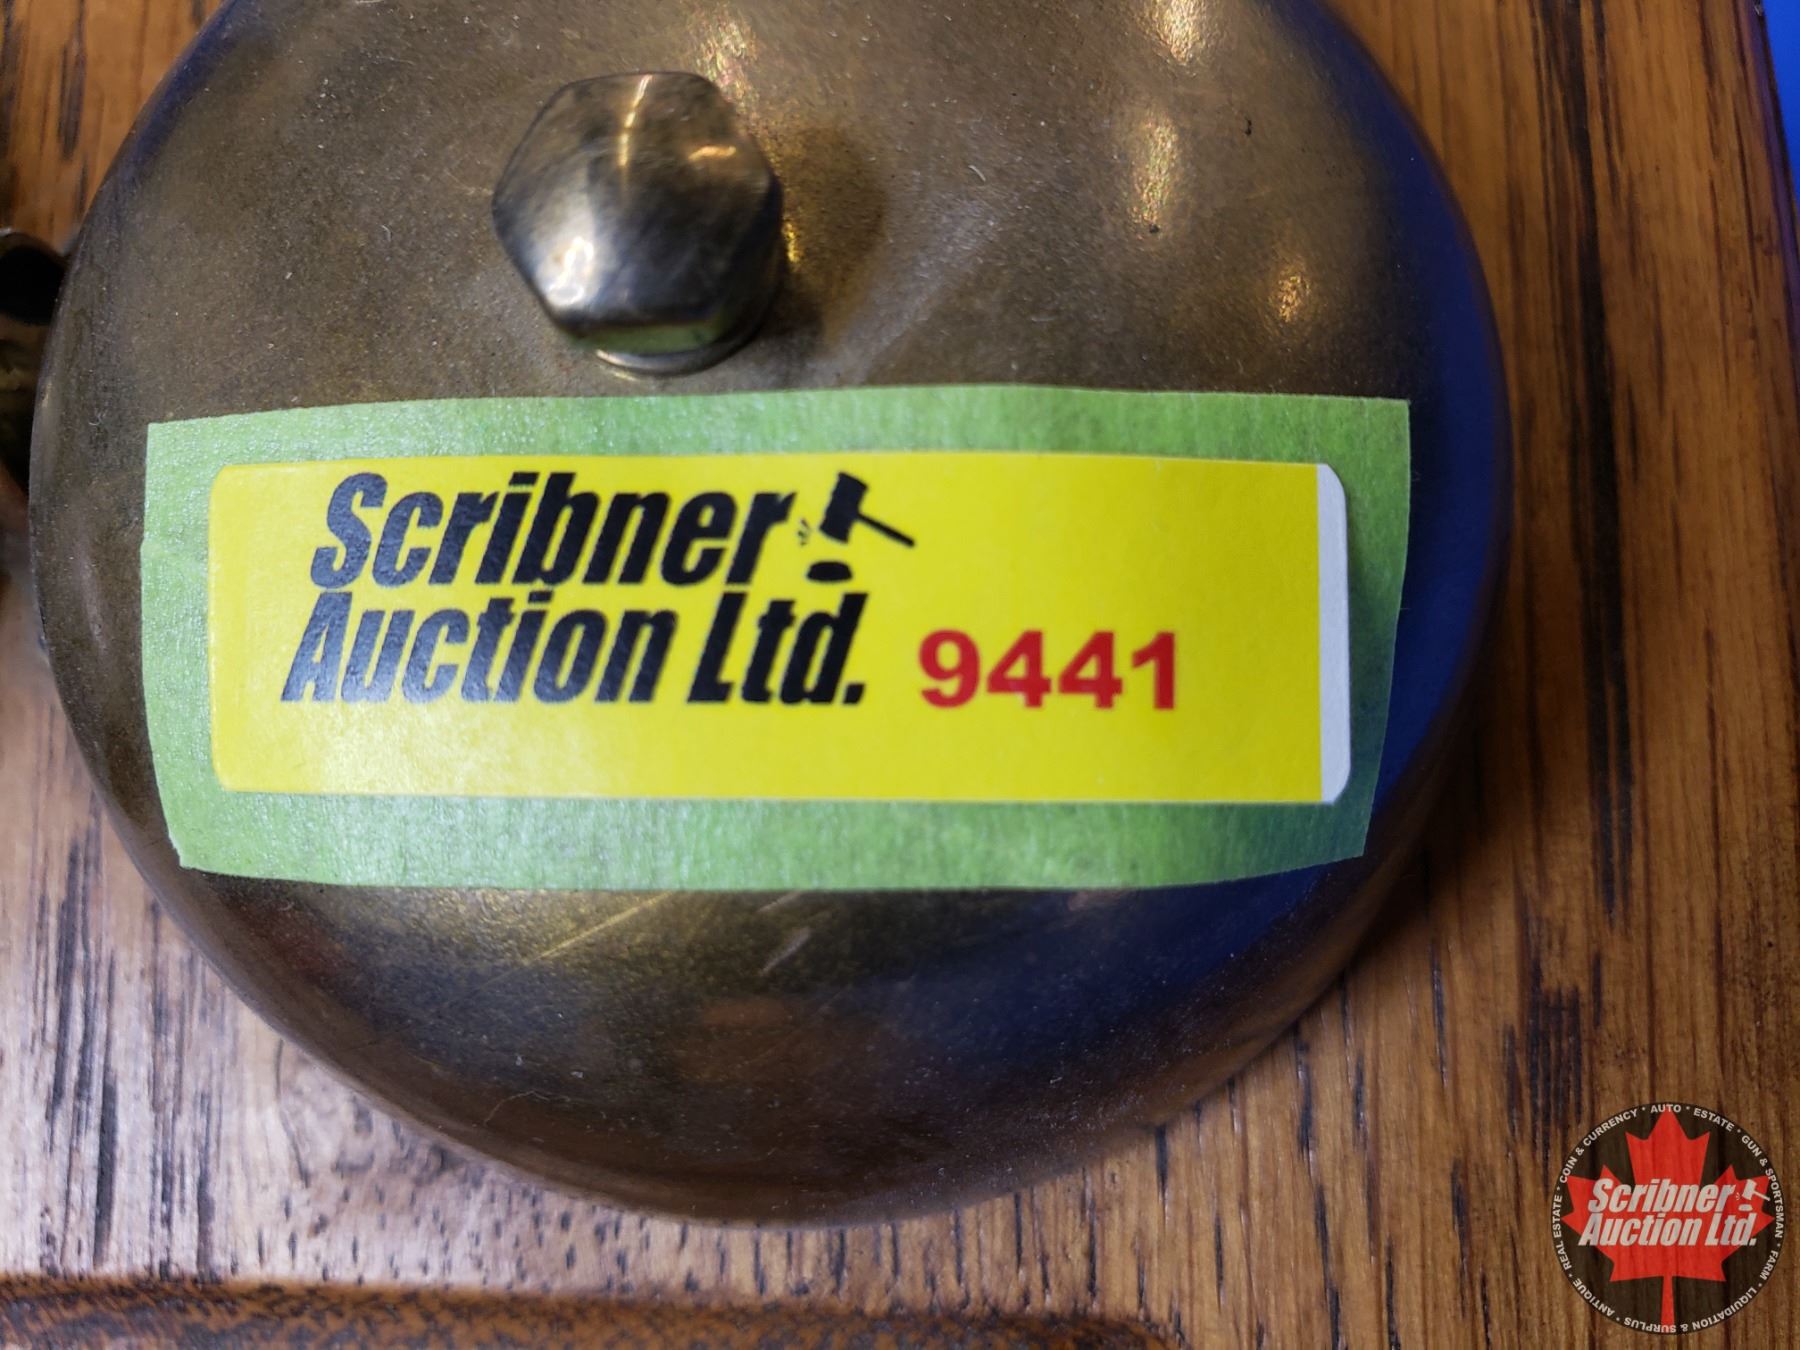 Scribner
Auction Ltd. 9441
REAL ESTATE * COIN & CURRENCY * AUTO * ESTATE * GUN & SPORTSMAN * FARM * LIQUIDATION & SURPLUS * ANTIQUE *
Scribner
Auction Ltd.